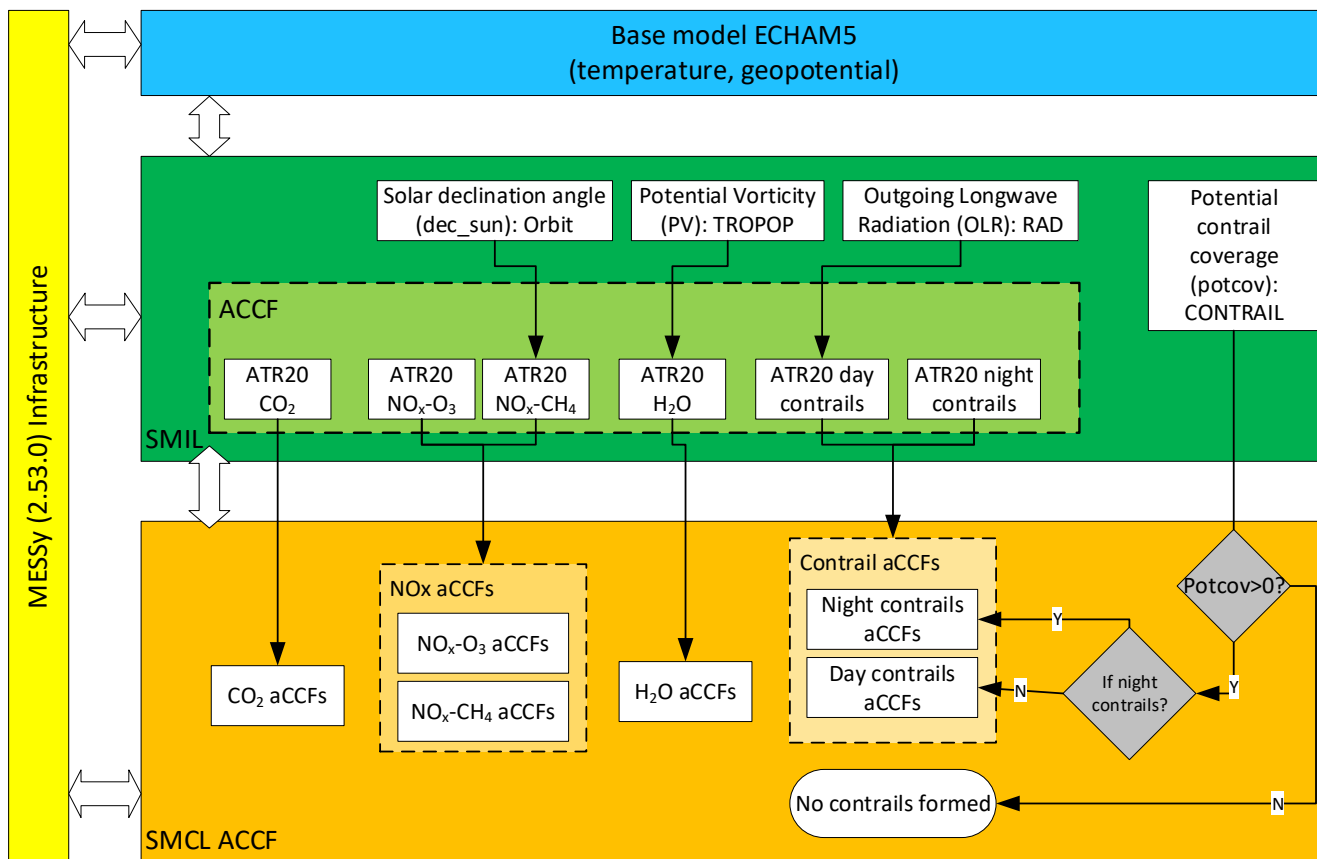 MESSy (2.53.0) Infrastructure
Base model ECHAM5
(temperature, geopotential)
Solar declination angle
(dec_sun): Orbit
Potential Vorticity
(PV): TROPOP
Outgoing Longwave
Radiation (OLR): RAD
Potential
contrail
coverage
(potcov):
CONTRAIL
ACCF
ATR20
CO₂
ATR20
NOₓ-O₃
ATR20
NOₓ-CH₄
ATR20
H₂O
ATR20 day
contrails
ATR20 night
contrails
SMIL
Contrail aCCFs
Night contrails
aCCFs
Day contrails
aCCFs
NOx aCCFs
NOₓ-O₃ aCCFs
NOₓ-CH₄ aCCFs
CO₂ aCCFs
H₂O aCCFs
Potcov>0?
Y
If night
contrails?
Y
N
No contrails formed
N
SMCL ACCF